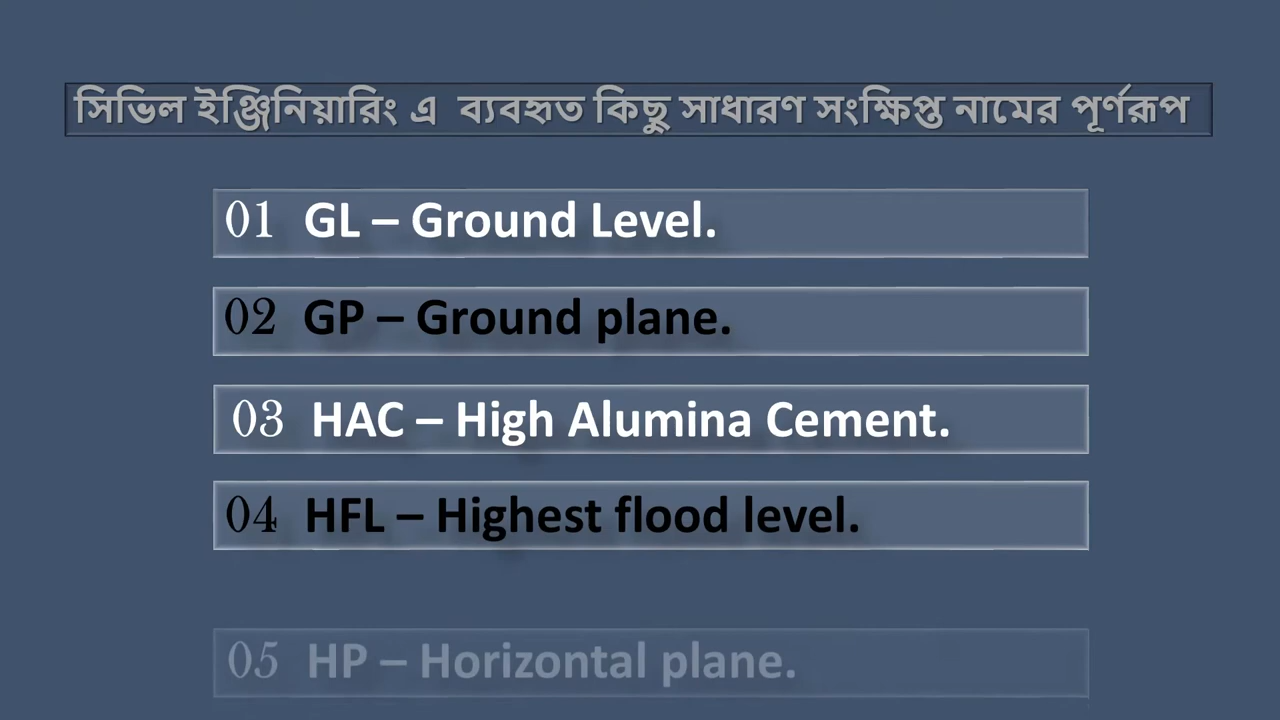 সিভিল ইঞ্জিনিয়ারিং এ ব্যবহৃত কিছু সাধারণ সংক্ষিপ্ত নামের পূর্ণরূপ
01 GL – Ground Level.
02 GP – Ground plane.
03 HAC – High Alumina Cement.
04 HFL – Highest flood level.
05 HP – Horizontal plane.